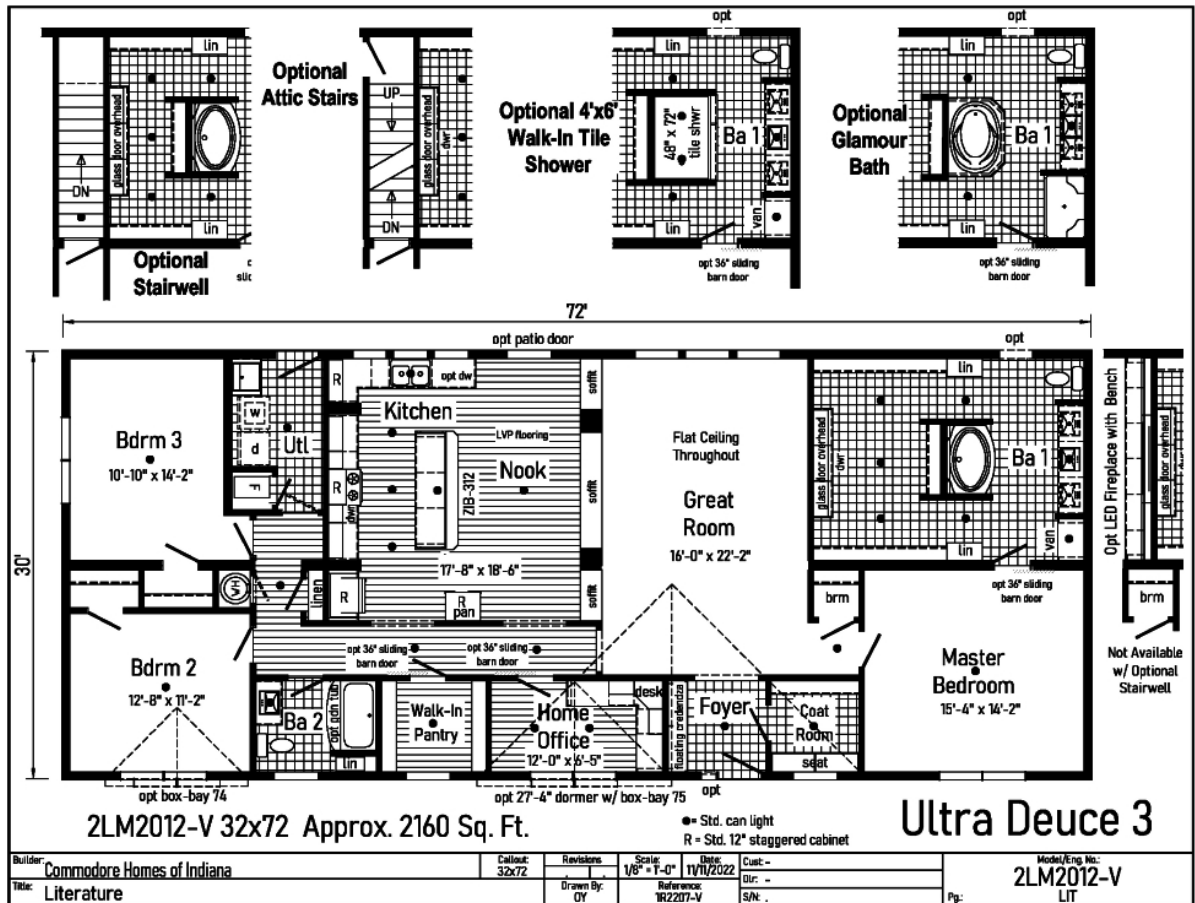 opt
opt
lin
lin
lin
lin
Optional
Attic Stairs
UP
DN
DN
glass door overhead
glass door overhead
dwr
lin
Optional
Stairwell
Optional 4'x6'
Walk-In Tile
Shower
48" x 72"
tile shwr
Ba 1
van
lin
opt 36" sliding
barn door
Optional
Glamour
Bath
Ba 1
lin
opt 36" sliding
barn door
72'
opt patio door
opt
30'
Bdrm 3
10'-10" x 14'-2"
w
d
Utl
F
WH
linen
R
R
R
R
pan
opt dw
dwr
Kitchen
LVP flooring
Nook
ZIB-312
17'-8" x 18'-6"
soffit
soffit
soffit
Flat Ceiling
Throughout
Great
Room
16'-0" x 22'-2"
glass door overhead
dwr
lin
Ba 1
lin
van
opt 36" sliding
barn door
Opt LED Fireplace with Bench
glass door overhead
brm
brm
Not Available
w/ Optional
Stairwell
Bdrm 2
12'-8" x 11'-2"
opt 36" sliding
barn door
opt 36" sliding
barn door
Ba 2
opt gdn tub
lin
Walk-In
Pantry
Home
Office
12'-0" x 6'-5"
desk
floating credendza
Foyer
Coat
Room
seat
Master
Bedroom
15'-4" x 14'-2"
opt box-bay 74
opt 27'-4" dormer w/ box-bay 75
opt
2LM2012-V 32x72 Approx. 2160 Sq. Ft.
●= Std. can light
R = Std. 12" staggered cabinet
Ultra Deuce 3
Builder: Commodore Homes of Indiana
Title: Literature
Callout:
32x72
Revisions
Drawn By:
OY
Scale:
1/8" = 1'-0"
Date:
11/11/2022
Reference:
1R2207-V
Cust: -
Dlr: -
S/N: .
Model/Eng. No.:
2LM2012-V
Pg.: LIT